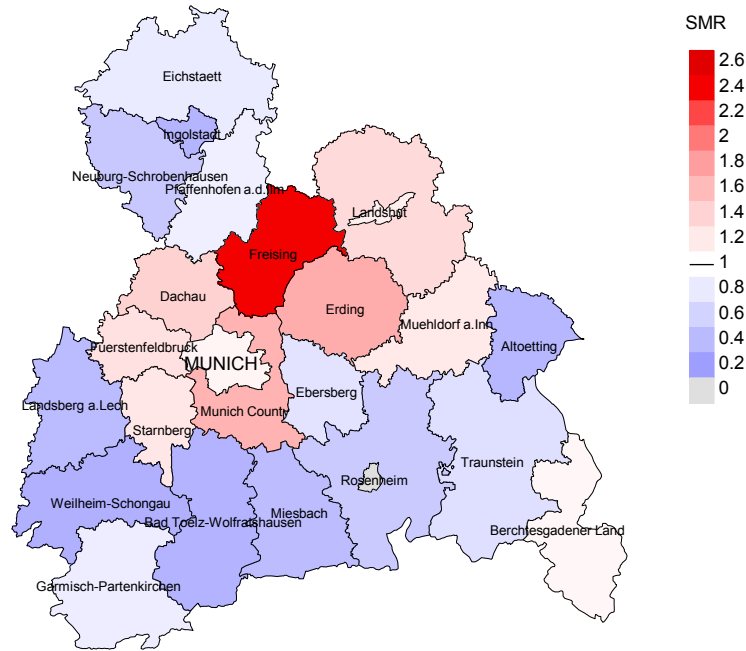 SMR
2.6
2.4
2.2
2
1.8
1.6
1.4
1.2
1
0.8
0.6
0.4
0.2
0
Eichstaett
Ingolstadt
Neuburg-Schrobenhausen
Pfaffenhofen a.d.Ilm
Landshut
Freising
Dachau
Erding
Muehldorf a.Inn
Altoetting
Fuerstenfeldbruck
MUNICH
Ebersberg
Landsberg a.Lech
Munich County
Starnberg
Traunstein
Rosenheim
Weilheim-Schongau
Miesbach
Bad Toelz-Wolfratshausen
Berchtesgadener Land
Garmisch-Partenkirchen